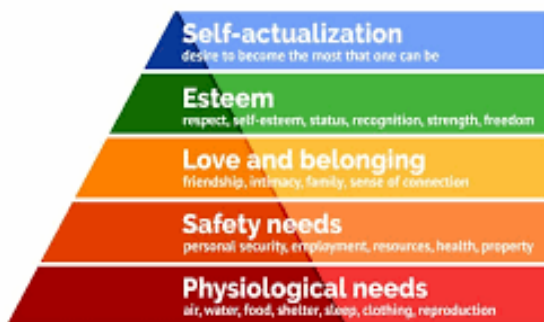 Self-actualization
desire to become the most that one can be
Esteem
respect, self-esteem, status, recognition, strength, freedom
Love and belonging
friendship, intimacy, family, sense of connection
Safety needs
personal security, employment, resources, health, property
Physiological needs
air, water, food, shelter, sleep, clothing, reproduction